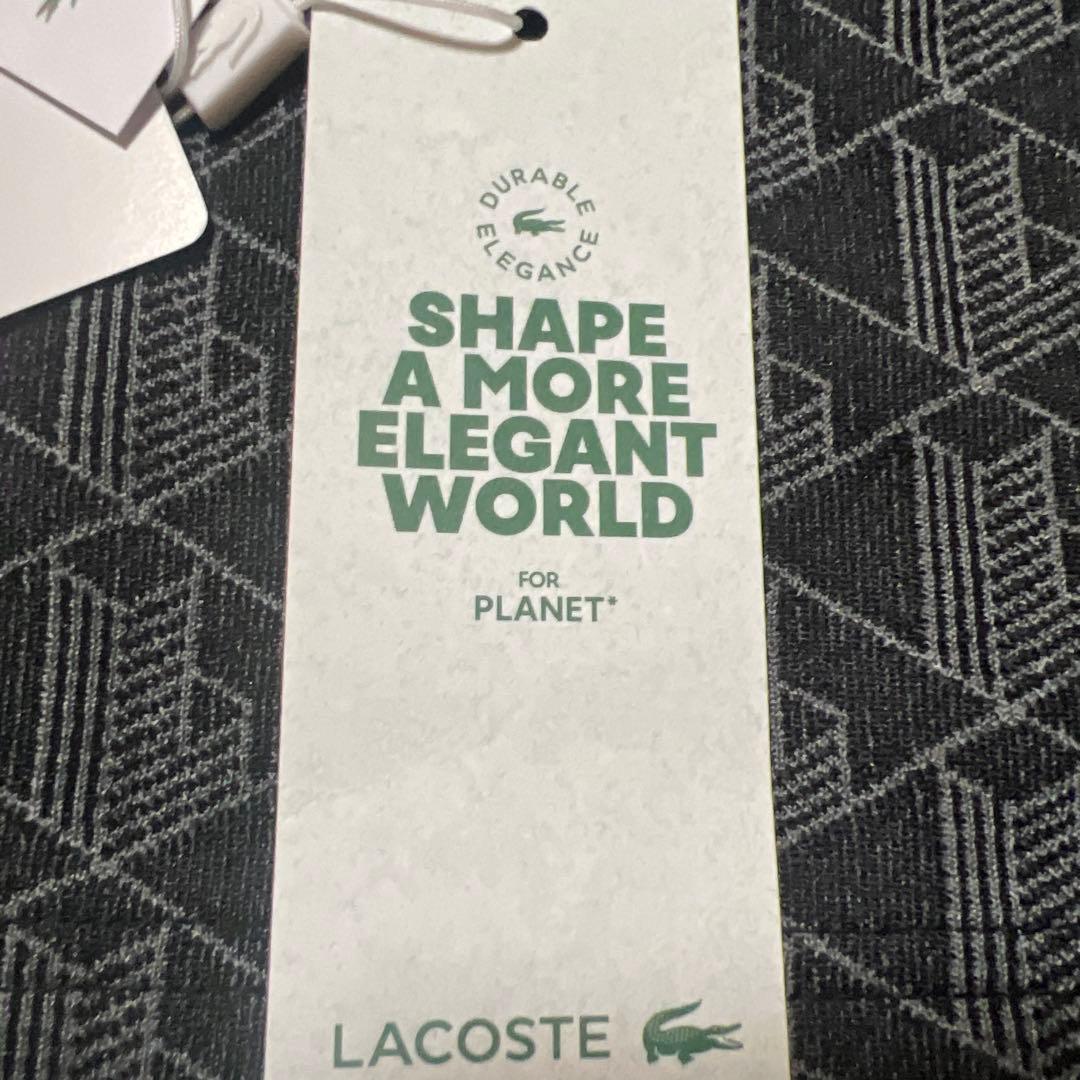 DURABLE
ELEGANCE
SHAPE
A MORE
ELEGANT
WORLD
FOR
PLANET*
LACOSTE